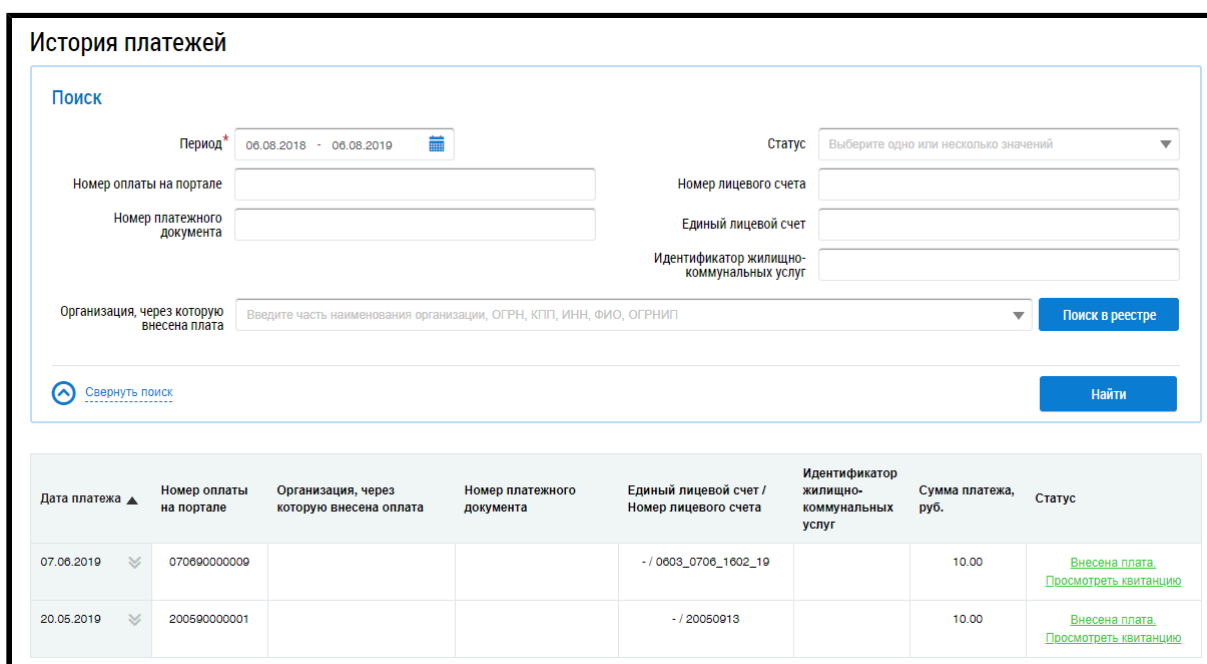 История платежей
Поиск
Период*
06.08.2018 - 06.08.2019
Статус
Выберите одно или несколько значений
Номер оплаты на портале
Номер лицевого счета
Номер платежного
документа
Единый лицевой счет
Идентификатор жилищно-
коммунальных услуг
Организация, через которую
внесена плата
Введите часть наименования организации, ОГРН, КПП, ИНН, ФИО, ОГРНИП
Поиск в реестре
Свернуть поиск
Найти
Дата платежа
Номер оплаты
на портале
Организация, через
которую внесена оплата
Номер платежного
документа
Единый лицевой счет /
Номер лицевого счета
Идентификатор
жилищно-
коммунальных
услуг
Сумма платежа,
руб.
Статус
07.06.2019
070690000009
- / 0603_0706_1602_19
10.00
Внесена плата.
Просмотреть квитанцию
20.05.2019
200590000001
- / 20050913
10.00
Внесена плата.
Просмотреть квитанцию